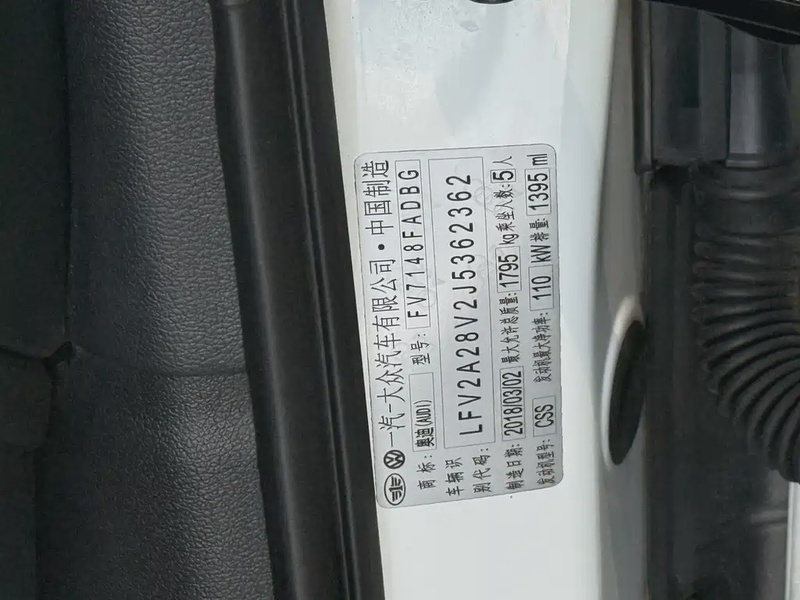 一汽-大众汽车有限公司·中国制造
商标: 奥迪(AUDI) 型号: FV7148FADBG
车辆识别代码: LFV2A28V2J5362362
制造日期: 2018/03/02 最大允许总质量: 1795 kg 乘坐人数: 5人
发动机型号: CSS 发动机最大净功率: 110 kW 排量: 1395 ml